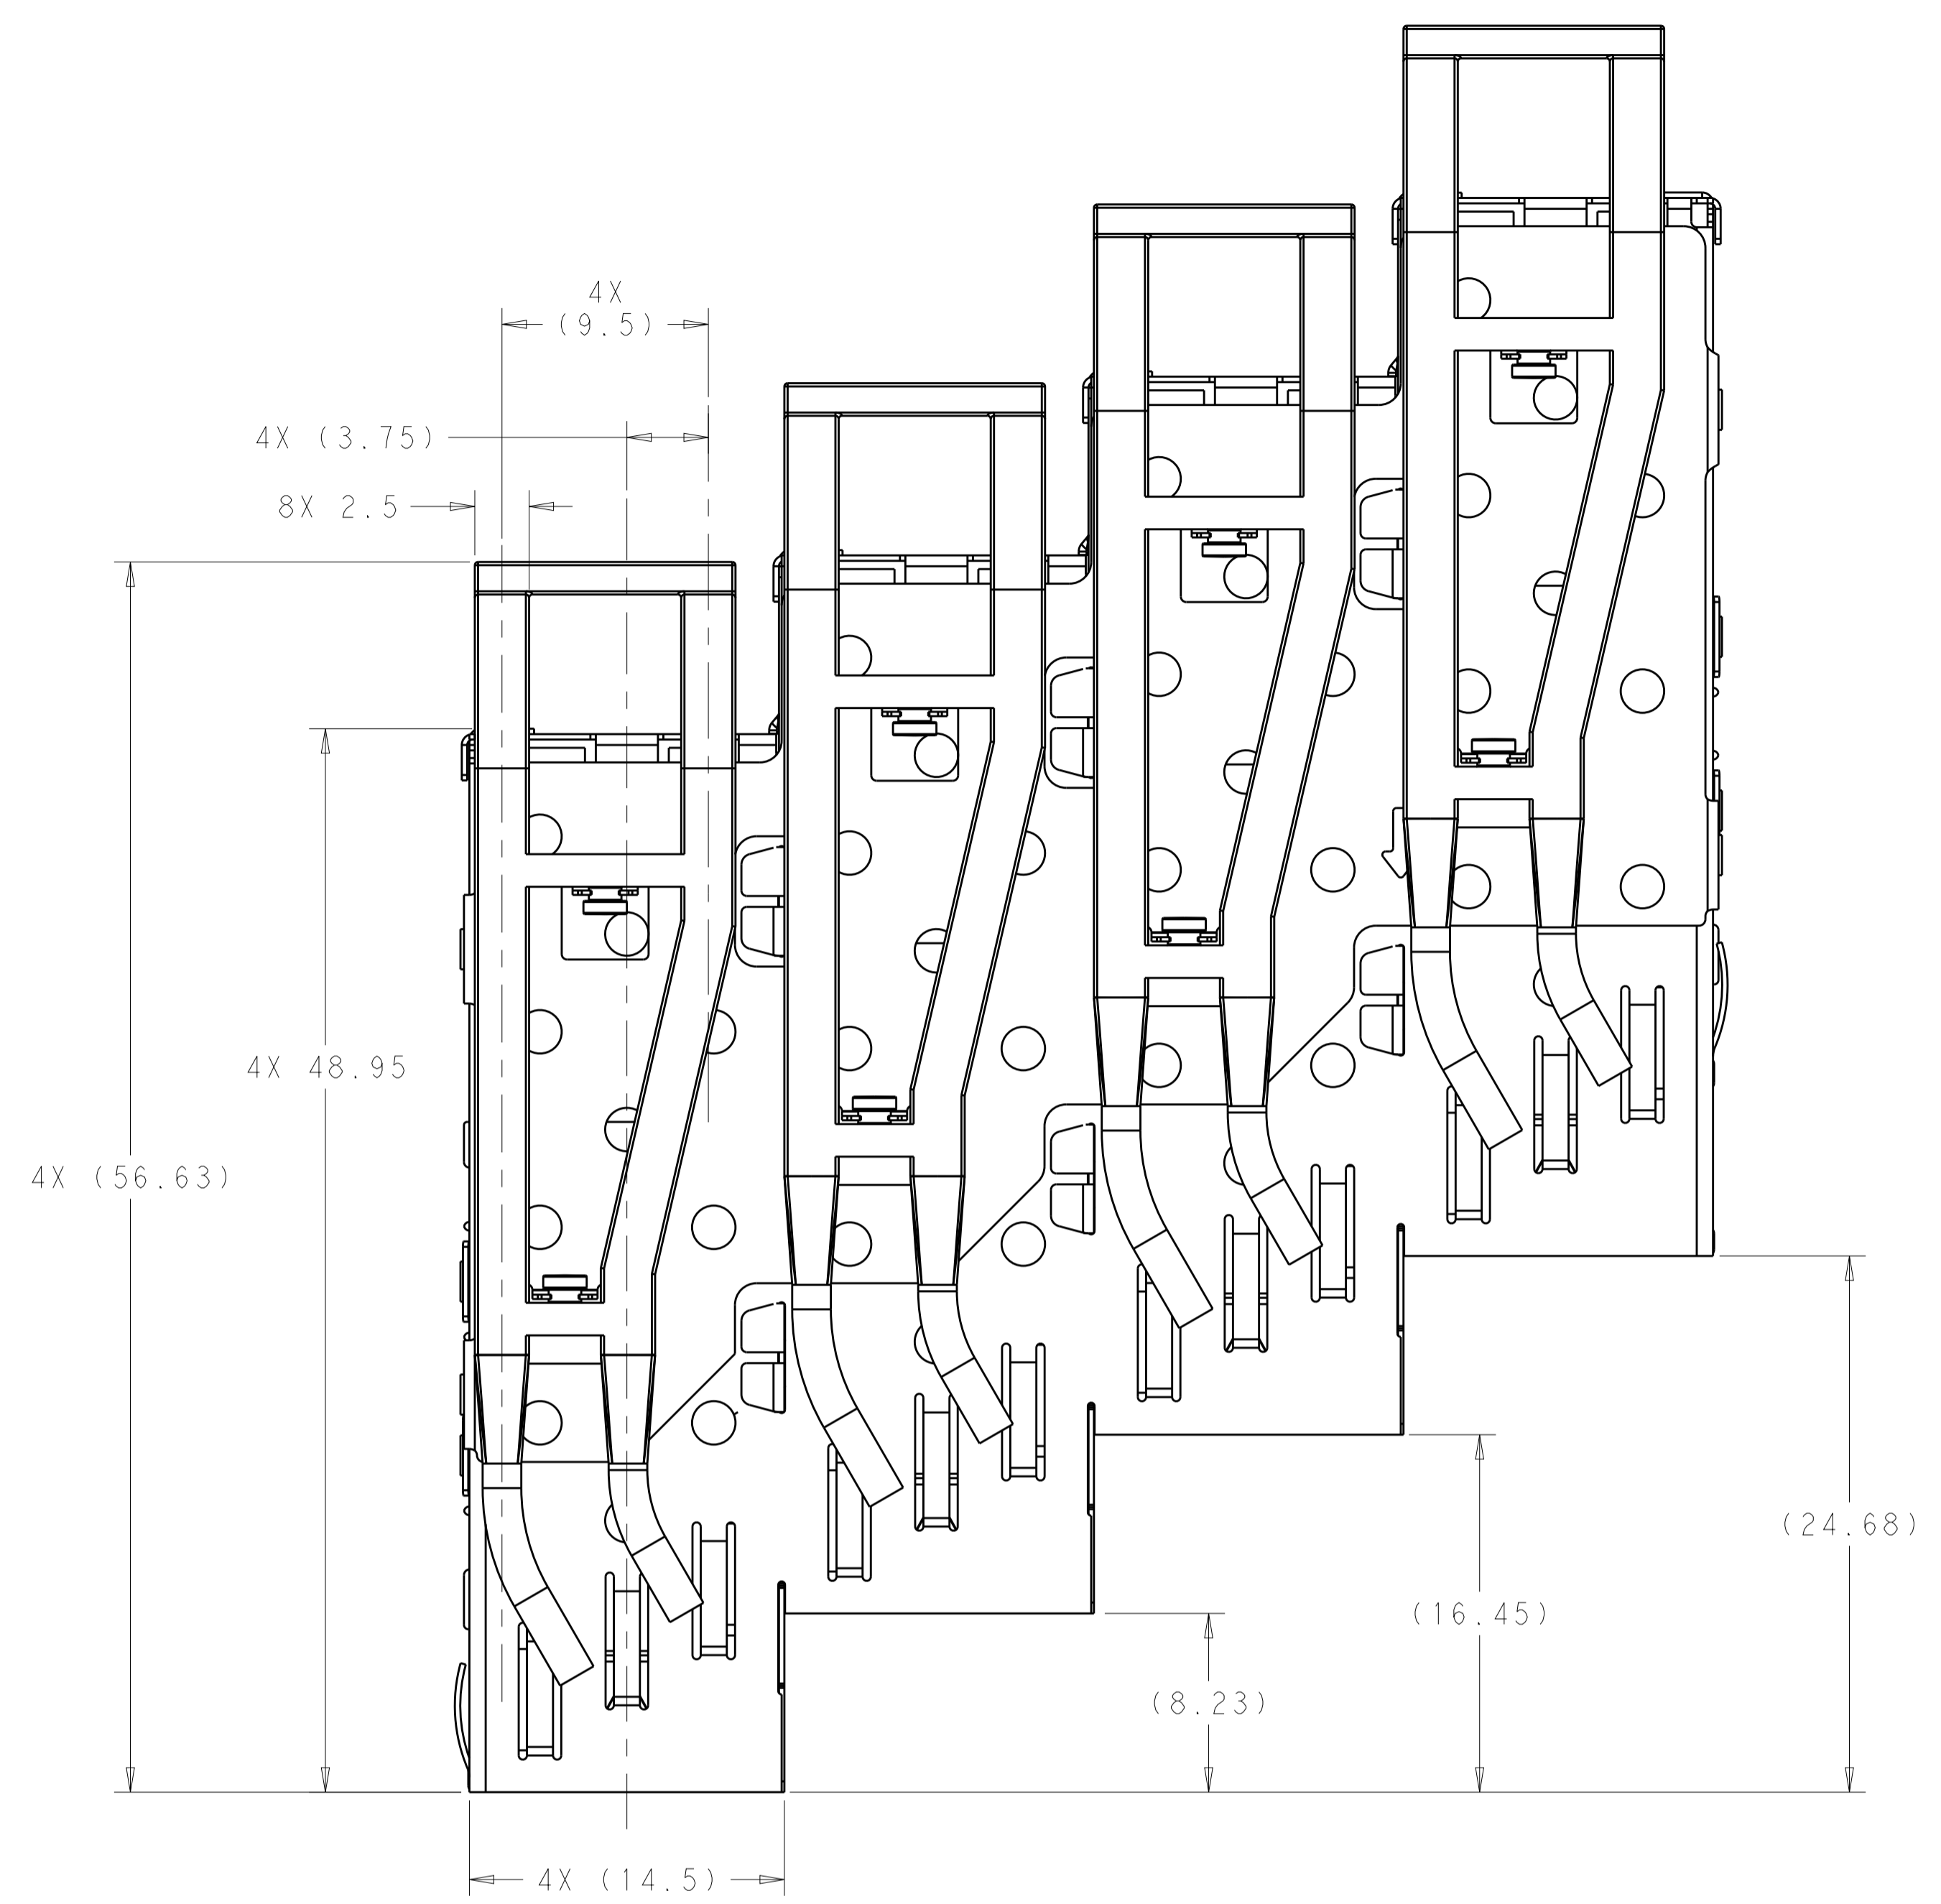 4X
(9.5)
4X (3.75)
8X 2.5
4X 48.95
4X (56.63)
(24.68)
(16.45)
(8.23)
4X (14.5)